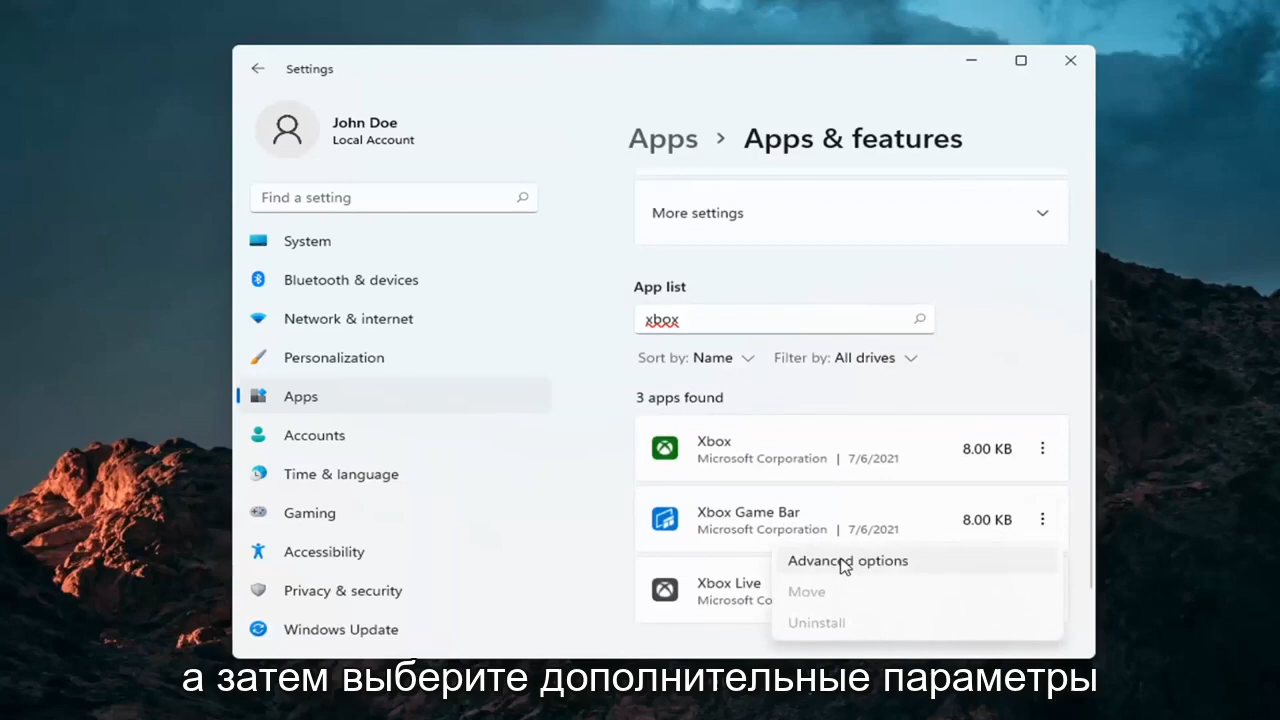 Settings
John Doe
Local Account
Find a setting
System
Bluetooth & devices
Network & internet
Personalization
Apps
Accounts
Time & language
Gaming
Accessibility
Privacy & security
Windows Update
Apps > Apps & features
More settings
App list
xbox
Sort by: Name Filter by: All drives
3 apps found
Xbox
Microsoft Corporation | 7/6/2021
8.00 KB
Xbox Game Bar
Microsoft Corporation | 7/6/2021
8.00 KB
Xbox Live
Microsoft Co
Advanced options
Move
Uninstall
а затем выберите дополнительные параметры